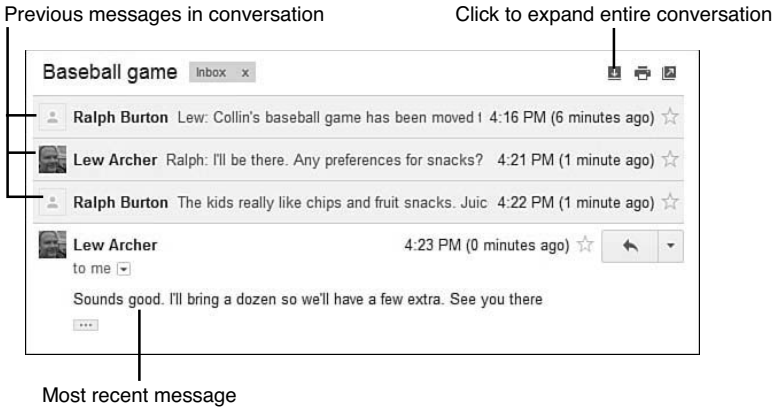 Previous messages in conversation
Click to expand entire conversation
Baseball game Inbox x
Ralph Burton Lew: Collin's baseball game has been moved t 4:16 PM (6 minutes ago)
Lew Archer Ralph: I'll be there. Any preferences for snacks? 4:21 PM (1 minute ago)
Ralph Burton The kids really like chips and fruit snacks. Juic 4:22 PM (1 minute ago)
Lew Archer 4:23 PM (0 minutes ago)
to me
Sounds good. I'll bring a dozen so we'll have a few extra. See you there
Most recent message